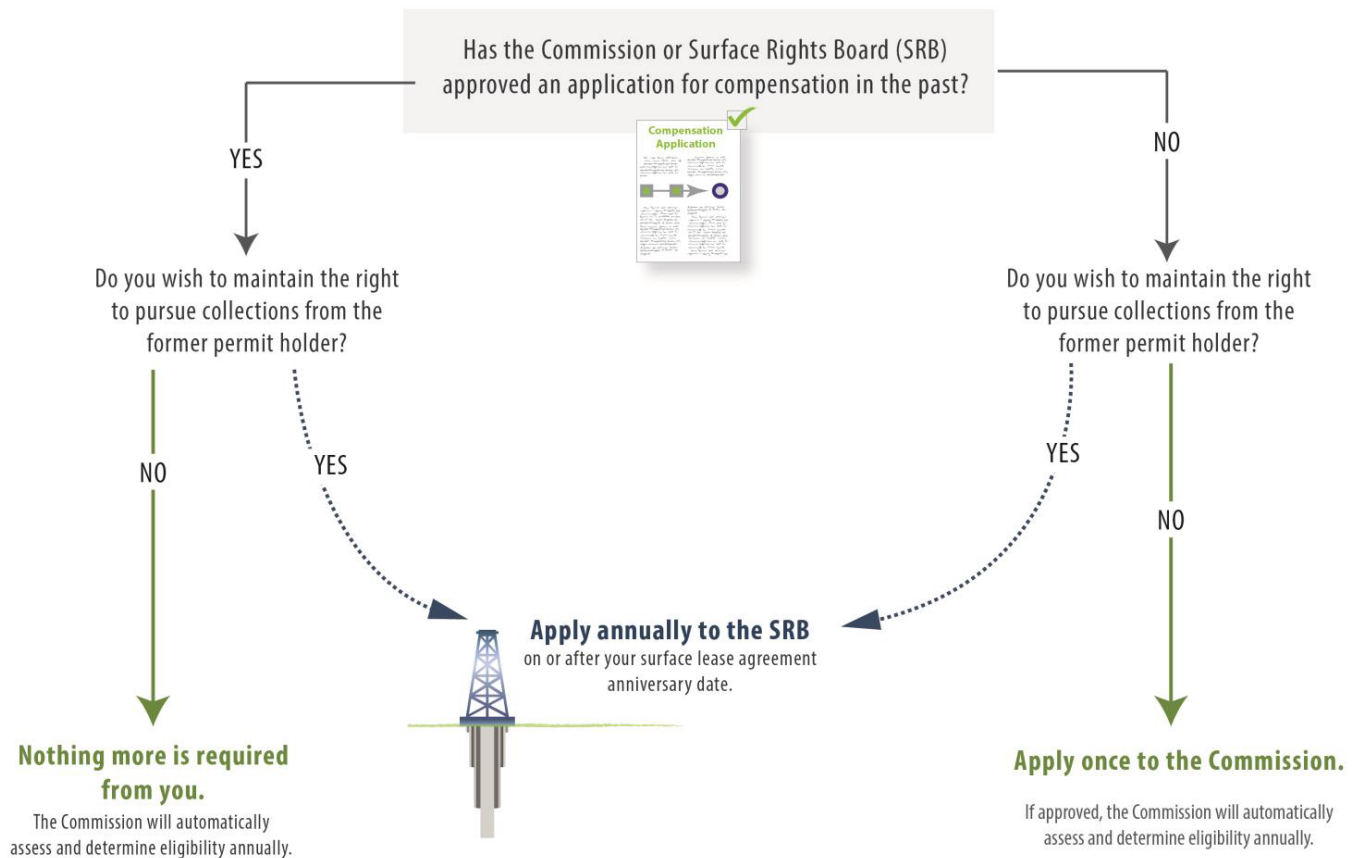 Has the Commission or Surface Rights Board (SRB)
approved an application for compensation in the past?
Compensation
Application
YES
NO
Do you wish to maintain the right
to pursue collections from the
former permit holder?
Do you wish to maintain the right
to pursue collections from the
former permit holder?
NO
YES
YES
NO
Apply annually to the SRB
on or after your surface lease agreement
anniversary date.
Nothing more is required
from you.
The Commission will automatically
assess and determine eligibility annually.
Apply once to the Commission.
If approved, the Commission will automatically
assess and determine eligibility annually.